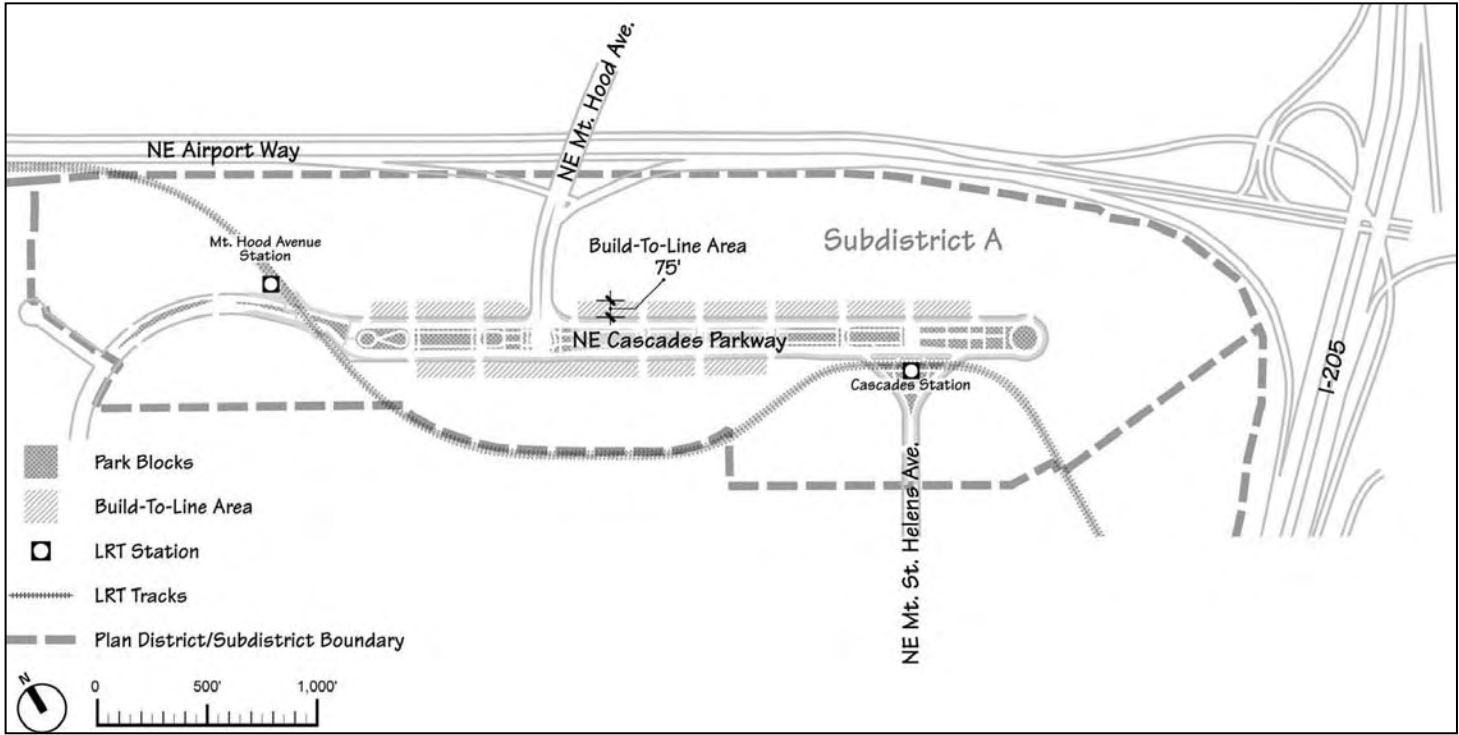 NE Mt. Hood Ave.
NE Airport Way
Mt. Hood Avenue
Station
Build-To-Line Area
75'
Subdistrict A
NE Cascades Parkway
Cascades Station
I-205
NE Mt. St. Helens Ave.
Park Blocks
Build-To-Line Area
LRT Station
LRT Tracks
Plan District/Subdistrict Boundary
N
0 500' 1,000'